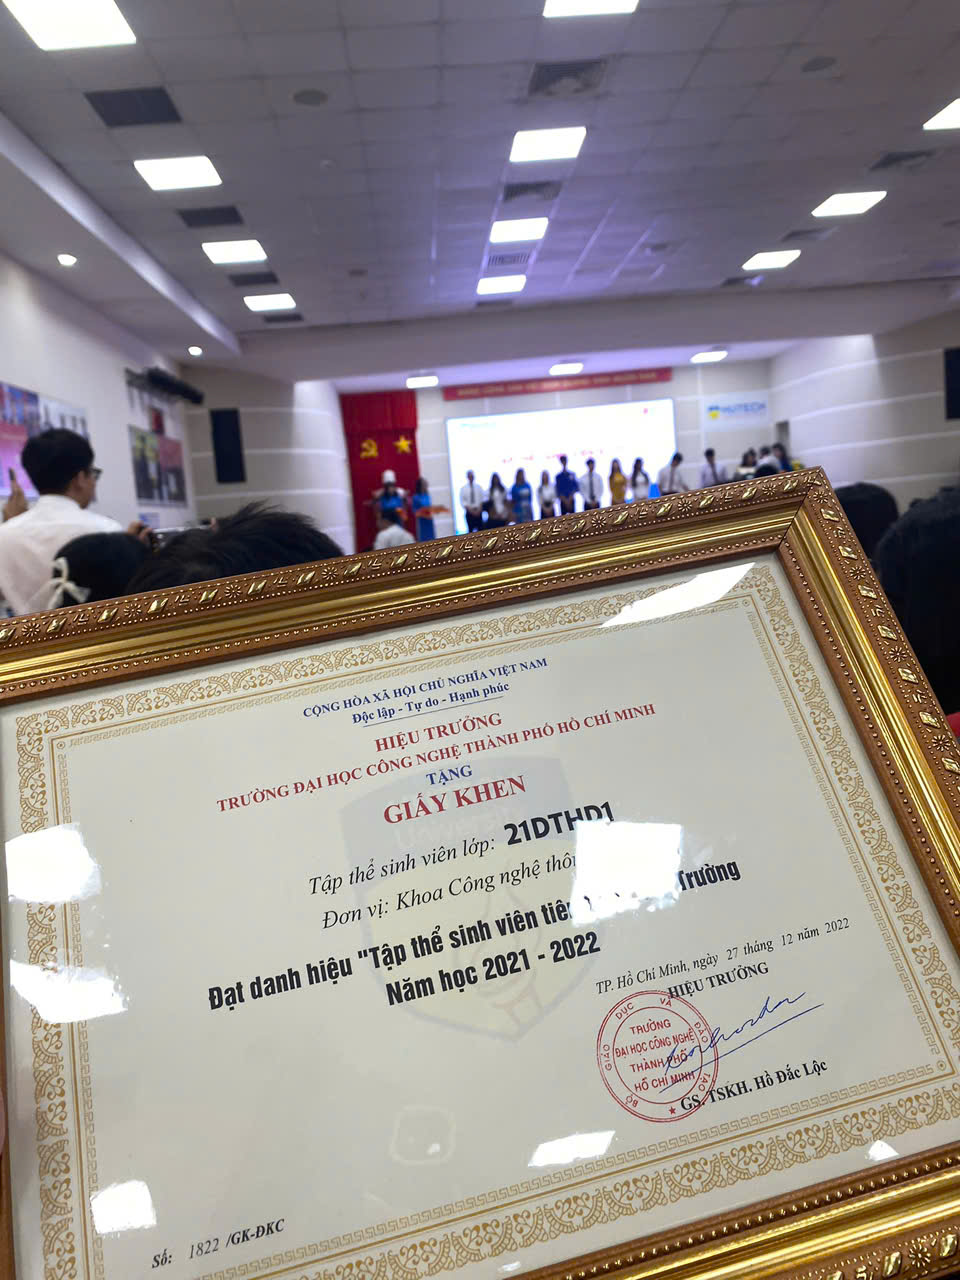 HUTECH
CỘNG HÒA XÃ HỘI CHỦ NGHĨA VIỆT NAM
Độc lập - Tự do - Hạnh phúc
HIỆU TRƯỞNG
TRƯỜNG ĐẠI HỌC CÔNG NGHỆ THÀNH PHỐ HỒ CHÍ MINH
TẶNG
GIẤY KHEN
Tập thể sinh viên lớp: 21DTHD1
Đơn vị: Khoa Công nghệ
Đạt danh hiệu "Tập thể sinh viên Trường
Năm học 2021 - 2022
TP. Hồ Chí Minh, ngày 27 tháng 12 năm 2022
HIỆU TRƯỞNG
BỘ GIÁO DỤC VÀ ĐÀO TẠO
TRƯỜNG
ĐẠI HỌC CÔNG NGHỆ
THÀNH PHỐ
HỒ CHÍ MINH
GS. TSKH. Hồ Đắc Lộc
Số: 1822 /GK-ĐKC